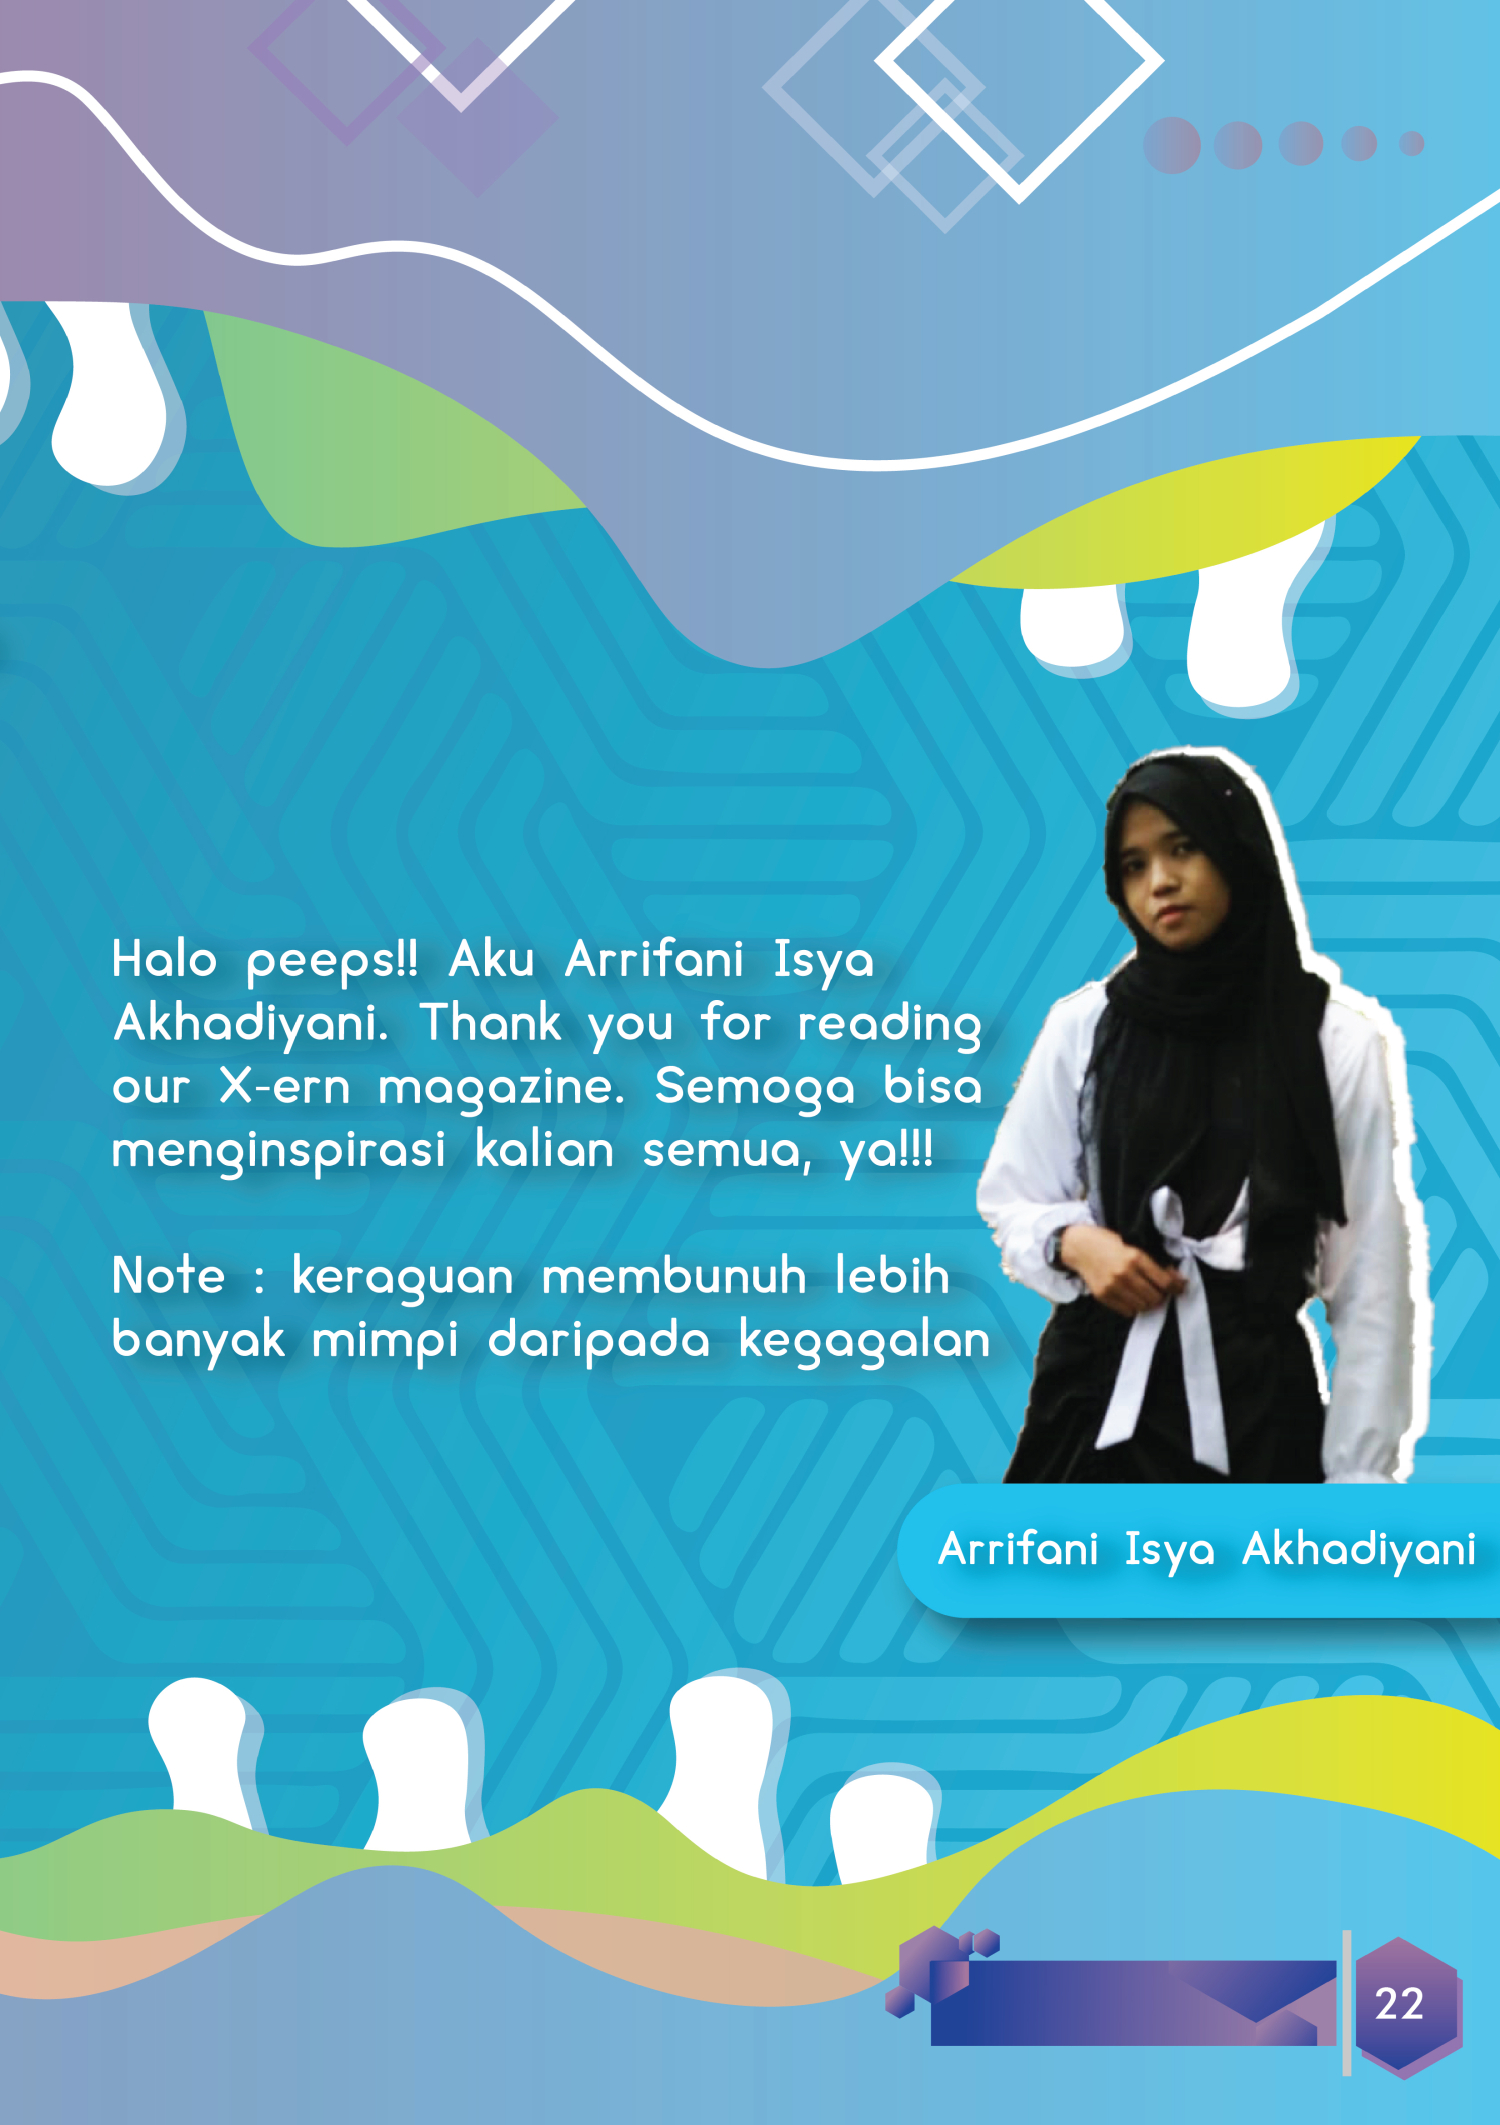 Halo peeps!! Aku Arrifani Isya
Akhadiyani. Thank you for reading
our X-ern magazine. Semoga bisa
menginspirasi kalian semua, ya!!!
Note : keraguan membunuh lebih
banyak mimpi daripada kegagalan
Arrifani Isya Akhadiyani
22